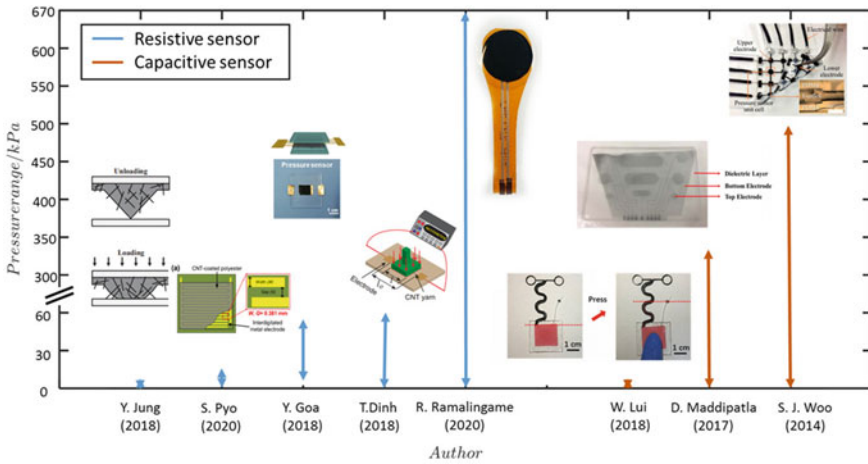 670
600
550
500
450
400
350
300
60
30
0
Pressurerange/kPa
Resistive sensor
Capacitive sensor
Unloading
Loading
(a)
CNT-coated polyester
Interdigitated
metal electrode
Pressure sensor
1 cm
Electrode
CNT yarn
Upper
electrode
Electrical wire
Lower
electrode
Pressure sensor
unit cell
Dielectric Layer
Bottom Electrode
Top Electrode
Press
1 cm
1 cm
Y. Jung
(2018)
S. Pyo
(2020)
Y. Goa
(2018)
T.Dinh
(2018)
R. Ramalingame
(2020)
W. Lui
(2018)
D. Maddipatla
(2017)
S. J. Woo
(2014)
Author